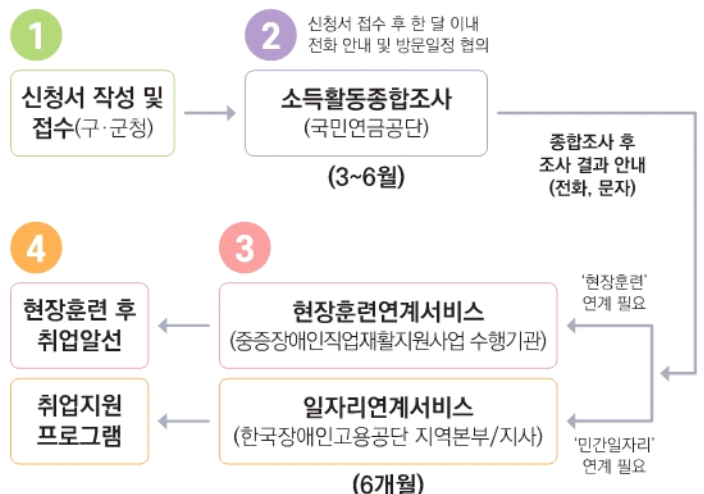 1
신청서 작성 및
접수(구·군청)
2
신청서 접수 후 한 달 이내
전화 안내 및 방문일정 협의
소득활동종합조사
(국민연금공단)
(3~6월)
종합조사 후
조사 결과 안내
(전화, 문자)
4
현장훈련 후
취업알선
취업지원
프로그램
3
현장훈련연계서비스
(중증장애인직업재활지원사업 수행기관)
일자리연계서비스
(한국장애인고용공단 지역본부/지사)
(6개월)
‘현장훈련’
연계 필요
‘민간일자리’
연계 필요